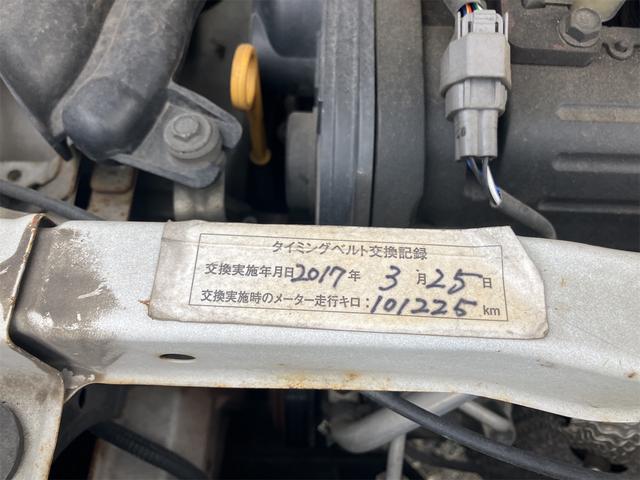 タイミングベルト交換記録
交換実施年月日2017年 3月25日
交換実施時のメーター走行キロ：101225km